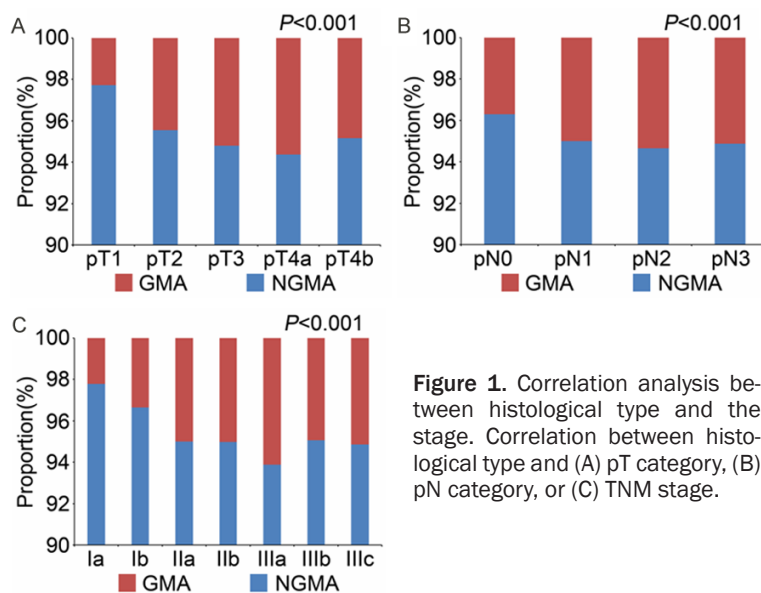 A
P<0.001
Proportion(%)
100
98
96
94
92
90
pT1 pT2 pT3 pT4a pT4b
GMA NGMA
B
P<0.001
Proportion(%)
100
98
96
94
92
90
pN0 pN1 pN2 pN3
GMA NGMA
C
P<0.001
Proportion(%)
100
98
96
94
92
90
Ia Ib IIa IIb IIIa IIIb IIIc
GMA NGMA
Figure 1. Correlation analysis be-
tween histological type and the
stage. Correlation between histo-
logical type and (A) pT category, (B)
pN category, or (C) TNM stage.